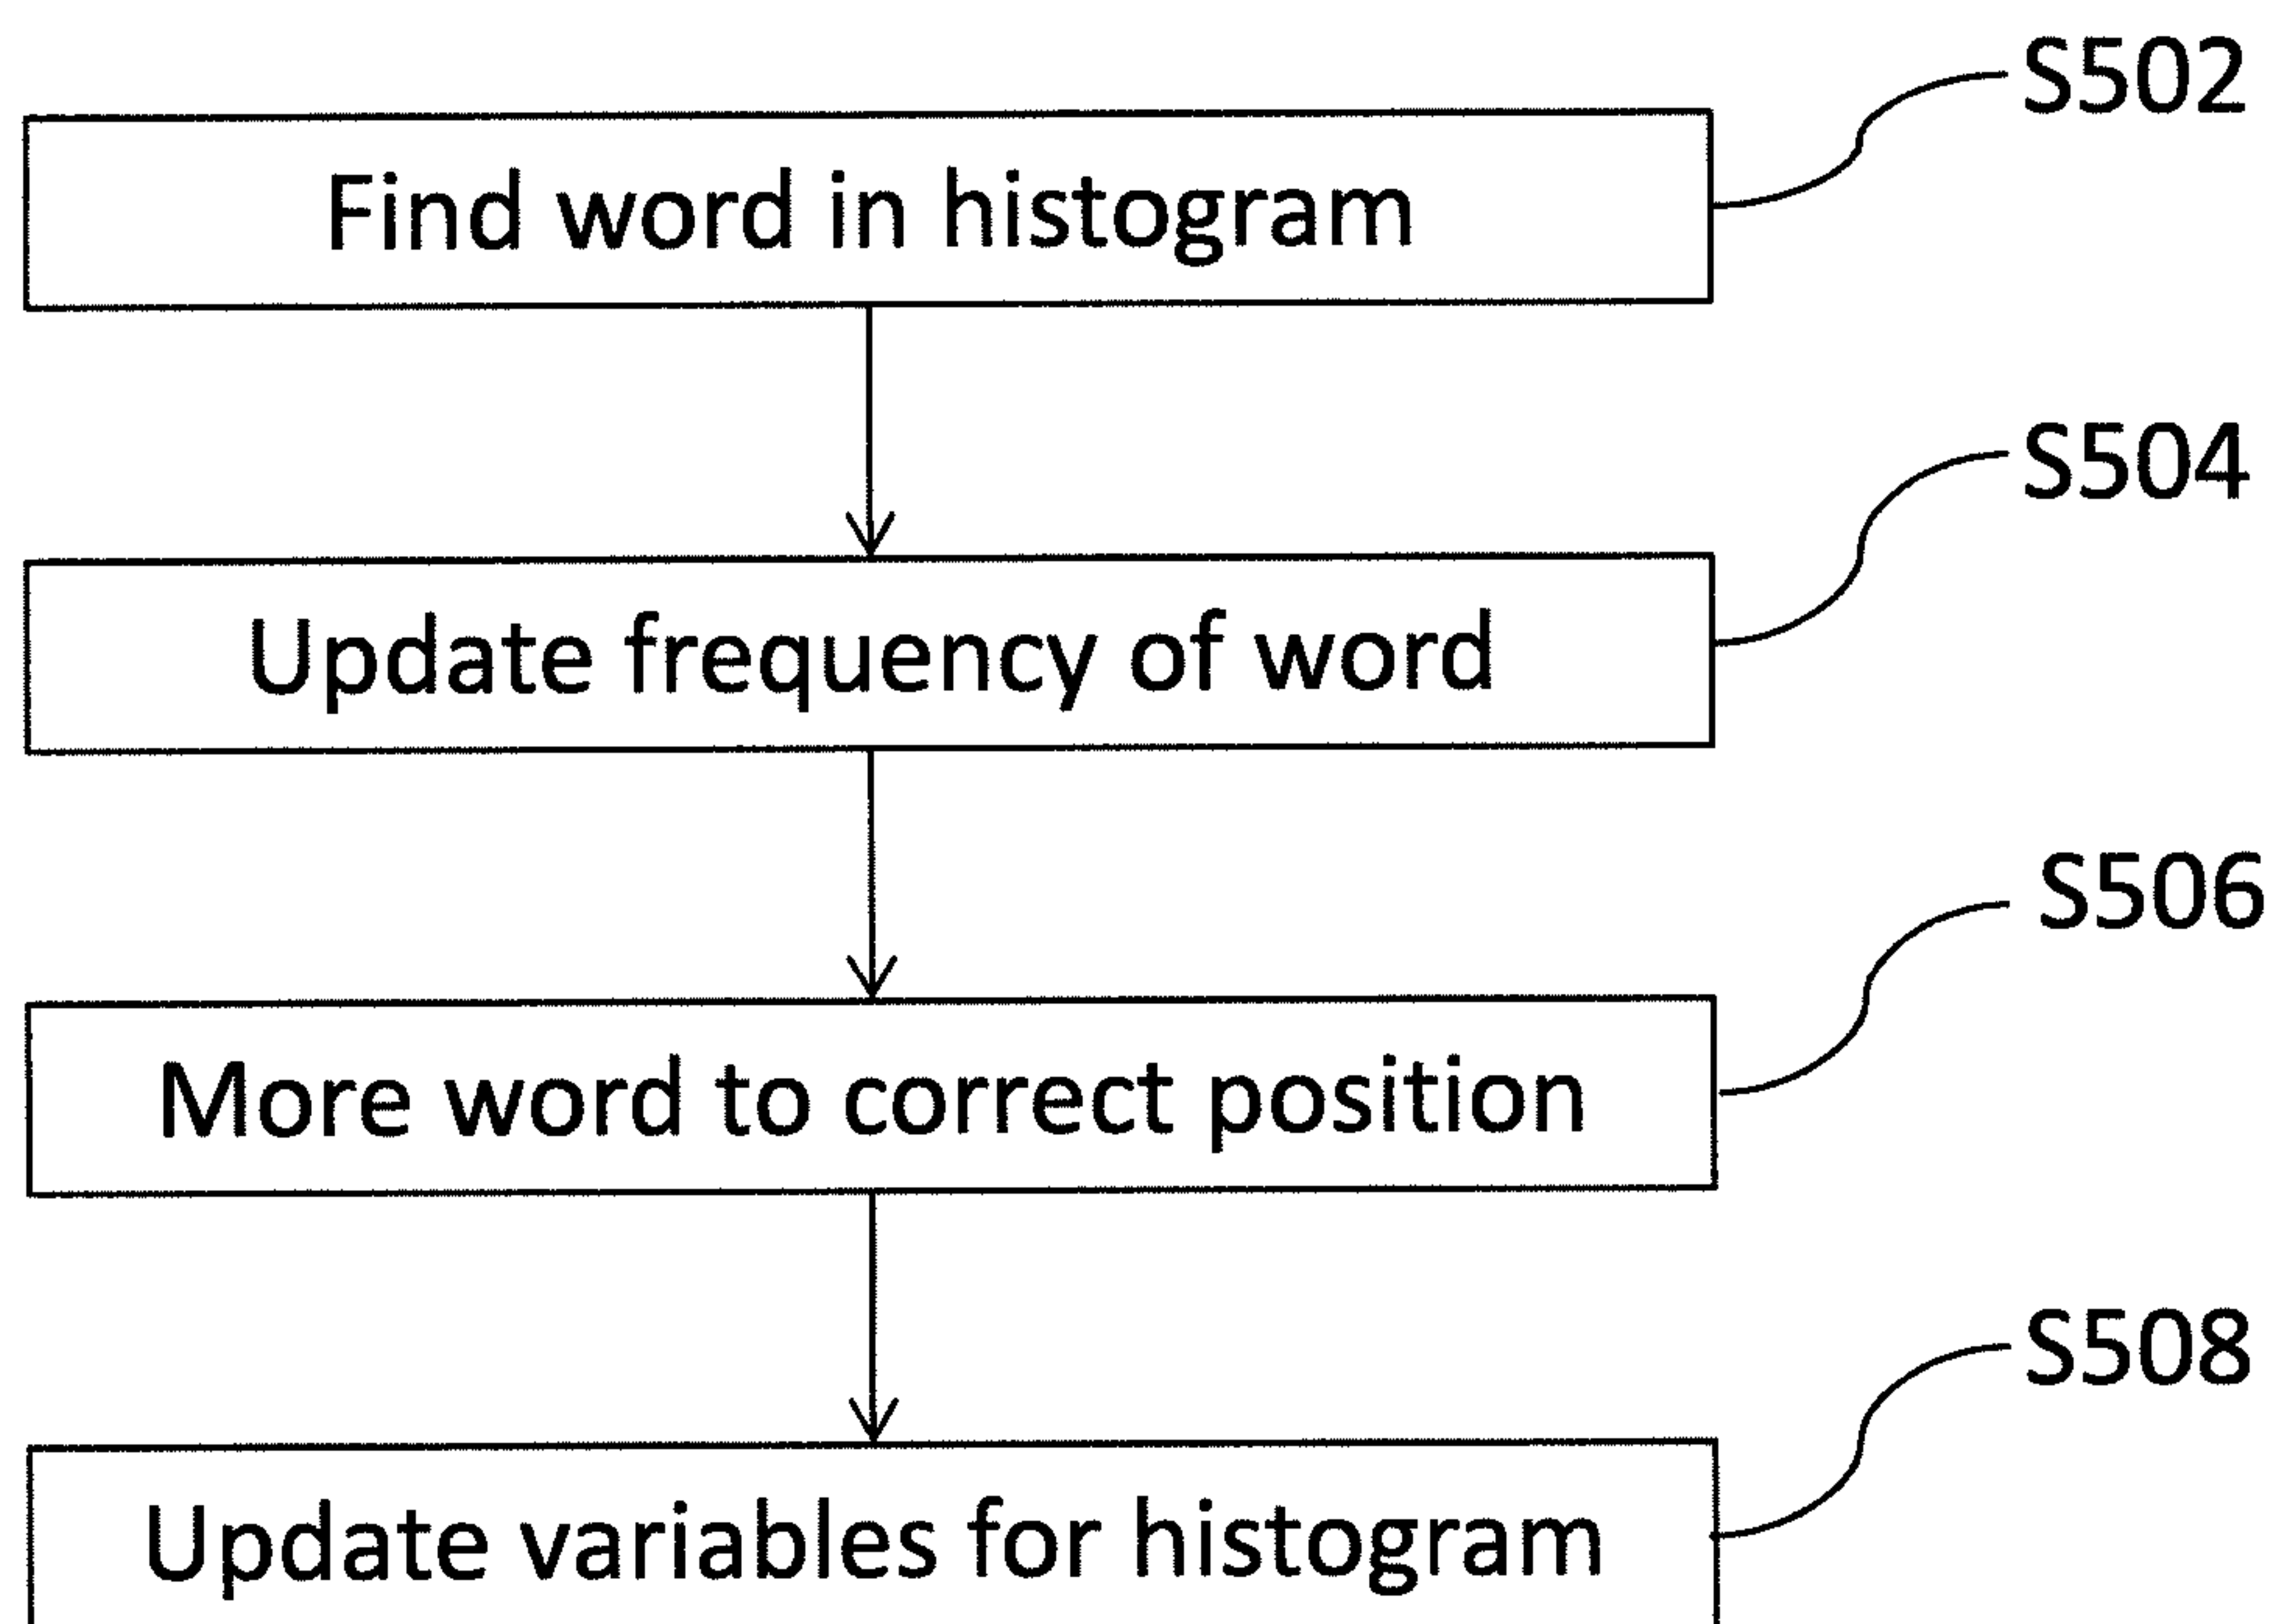 S502
Find word in histogram
S504
Update frequency of word
S506
More word to correct position
S508
Update variables for histogram